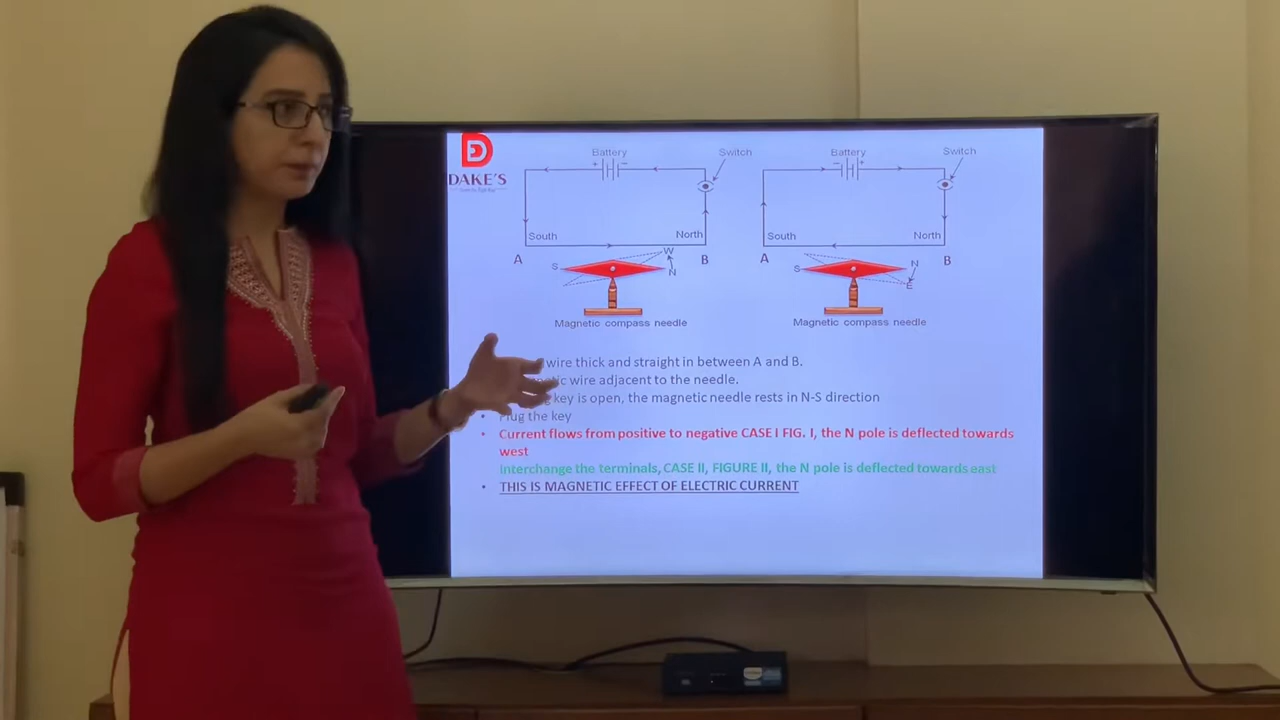 DAKE'S
Battery
Switch
+ -
South
North
A
B
W
S
N
Magnetic compass needle
Battery
Switch
- +
South
North
A
B
N
S
E
Magnetic compass needle
wire thick and straight in between A and B.
wire adjacent to the needle.
key is open, the magnetic needle rests in N-S direction
• Plug the key
• Current flows from positive to negative CASE I FIG. I, the N pole is deflected towards
west
Interchange the terminals, CASE II, FIGURE II, the N pole is deflected towards east
• THIS IS MAGNETIC EFFECT OF ELECTRIC CURRENT